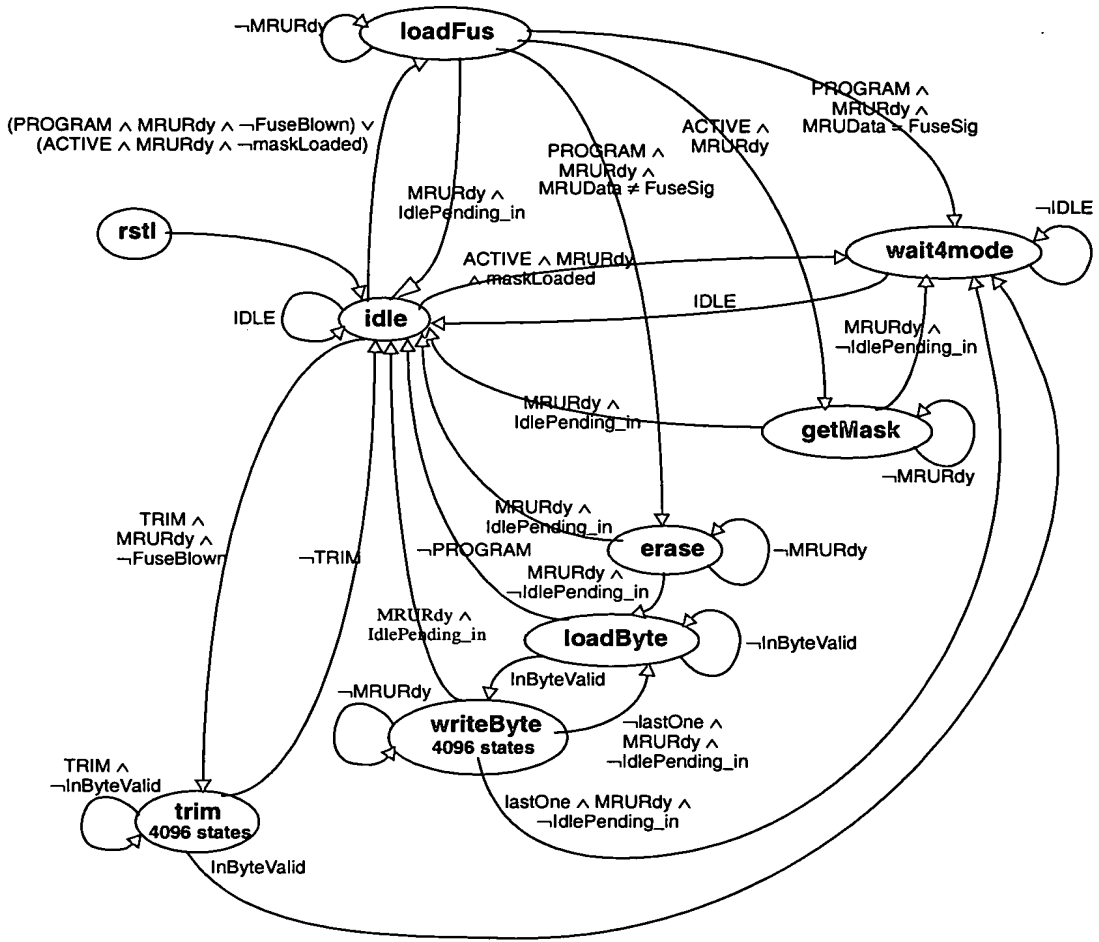 ¬MRURdy
loadFus
(PROGRAM ∧ MRURdy ∧ ¬FuseBlown) ∨
(ACTIVE ∧ MRURdy ∧ ¬maskLoaded)
PROGRAM ∧
MRURdy ∧
MRUData = FuseSig
ACTIVE ∧
MRURdy
PROGRAM ∧
MRURdy ∧
MRUData ≠ FuseSig
MRURdy ∧
IdlePending_in
rstl
¬IDLE
wait4mode
ACTIVE ∧ MRURdy
∧ maskLoaded
IDLE
IDLE
idle
MRURdy ∧
¬IdlePending_in
MRURdy ∧
IdlePending_in
getMask
¬MRURdy
TRIM ∧
MRURdy ∧
¬FuseBlown
¬TRIM
MRURdy ∧
IdlePending_in
¬PROGRAM
erase
¬MRURdy
MRURdy ∧
¬IdlePending_in
MRURdy ∧
IdlePending_in
loadByte
¬InByteValid
InByteValid
¬MRURdy
writeByte
4096 states
¬lastOne ∧
MRURdy ∧
¬IdlePending_in
TRIM ∧
¬InByteValid
trim
4096 states
lastOne ∧ MRURdy ∧
¬IdlePending_in
InByteValid